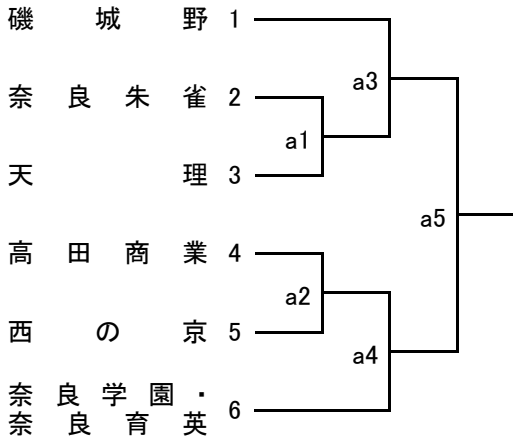 磯城野 1
a3
奈良朱雀 2
a1
天理 3
a5
高田商業 4
a2
西の京 5
a4
奈良学園・
奈良育英 6